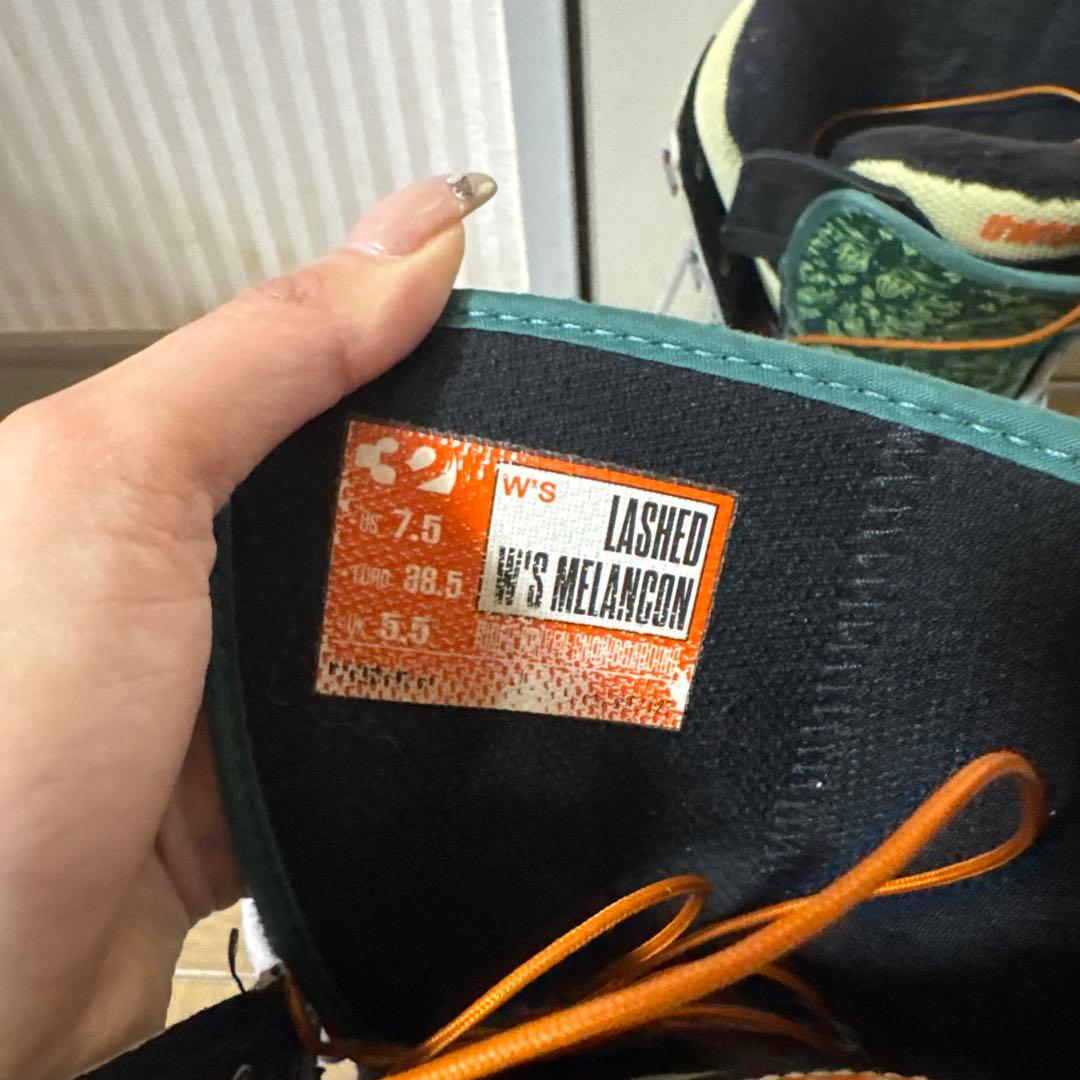 32
W'S
LASHED
W'S MELANCON
US 7.5
EURO 38.5
UK 5.5